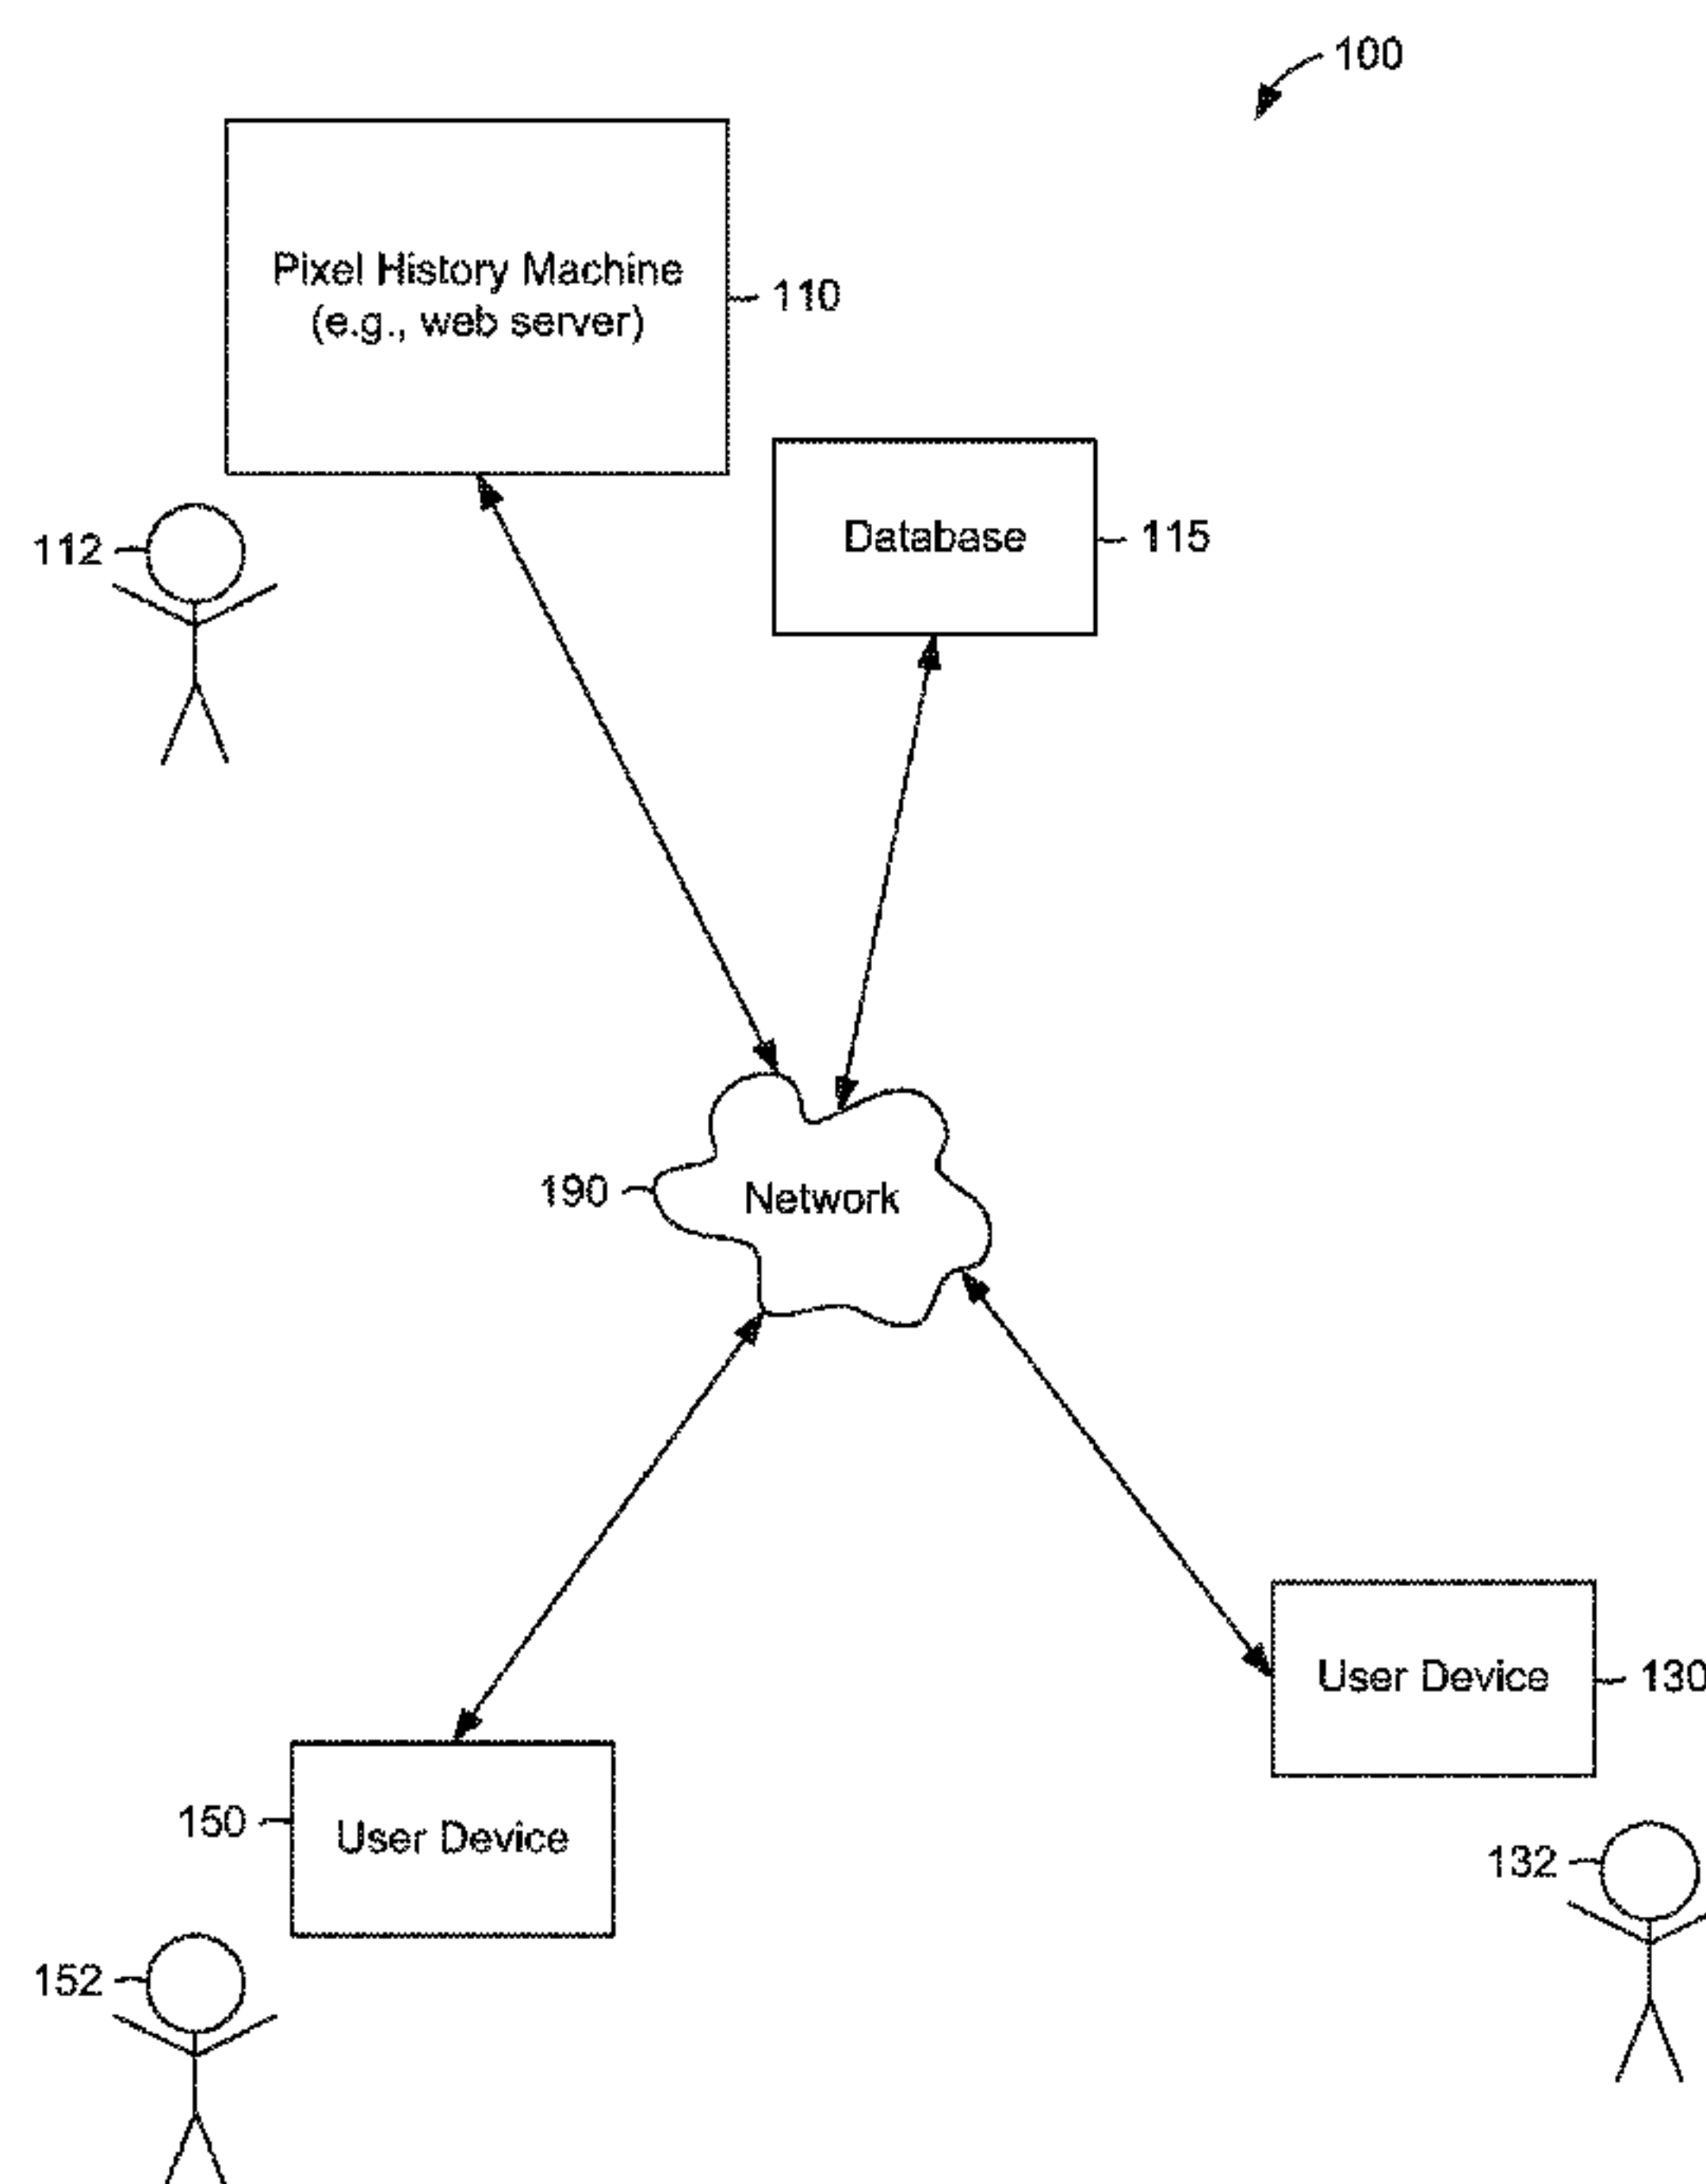 100
Pixel History Machine
(e.g., web server)
110
112
Database
115
190
Network
User Device
130
150
User Device
132
152